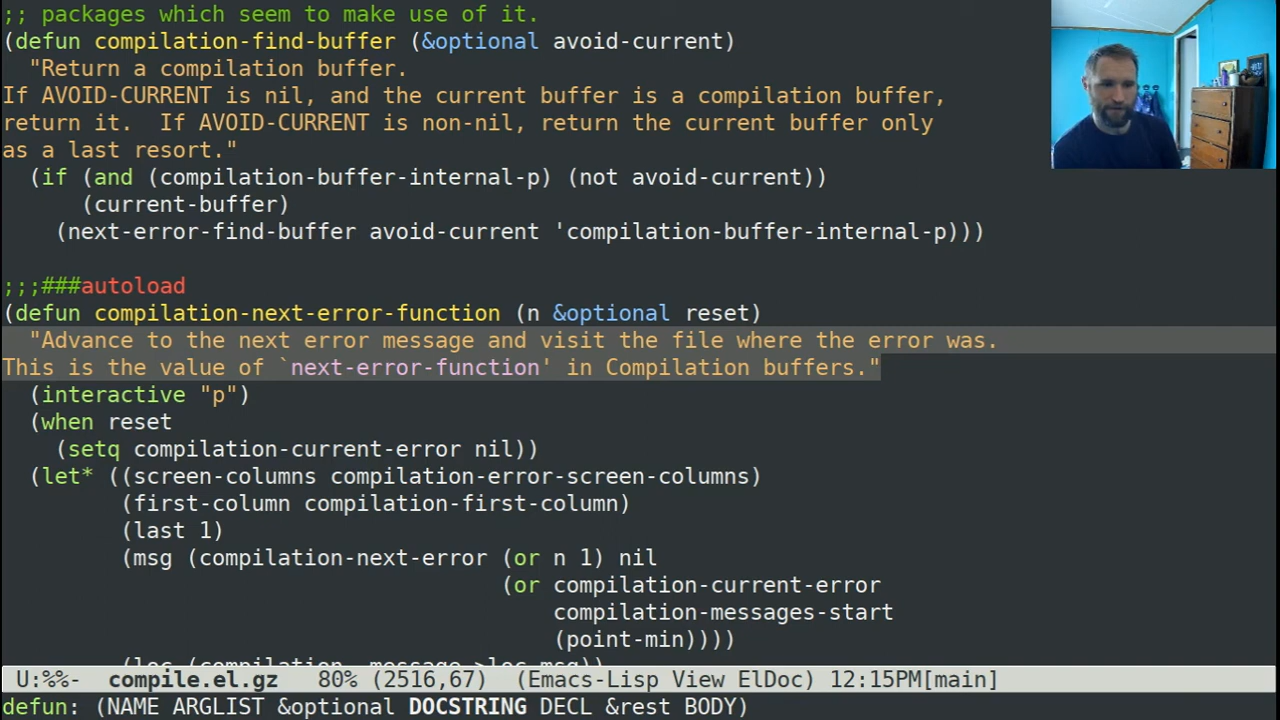 ;; packages which seem to make use of it.
(defun compilation-find-buffer (&optional avoid-current)
  "Return a compilation buffer.
If AVOID-CURRENT is nil, and the current buffer is a compilation buffer,
return it.  If AVOID-CURRENT is non-nil, return the current buffer only
as a last resort."
  (if (and (compilation-buffer-internal-p) (not avoid-current))
      (current-buffer)
    (next-error-find-buffer avoid-current 'compilation-buffer-internal-p)))
;;;###autoload
(defun compilation-next-error-function (n &optional reset)
  "Advance to the next error message and visit the file where the error was.
This is the value of `next-error-function' in Compilation buffers."
  (interactive "p")
  (when reset
    (setq compilation-current-error nil))
  (let* ((screen-columns compilation-error-screen-columns)
         (first-column compilation-first-column)
         (last 1)
         (msg (compilation-next-error (or n 1) nil
                                      (or compilation-current-error
                                          compilation-messages-start
                                          (point-min))))
         (loc (compilation--message->loc msg))
U:%%-  compile.el.gz   80% (2516,67)  (Emacs-Lisp View ElDoc) 12:15PM[main]
defun: (NAME ARGLIST &optional DOCSTRING DECL &rest BODY)